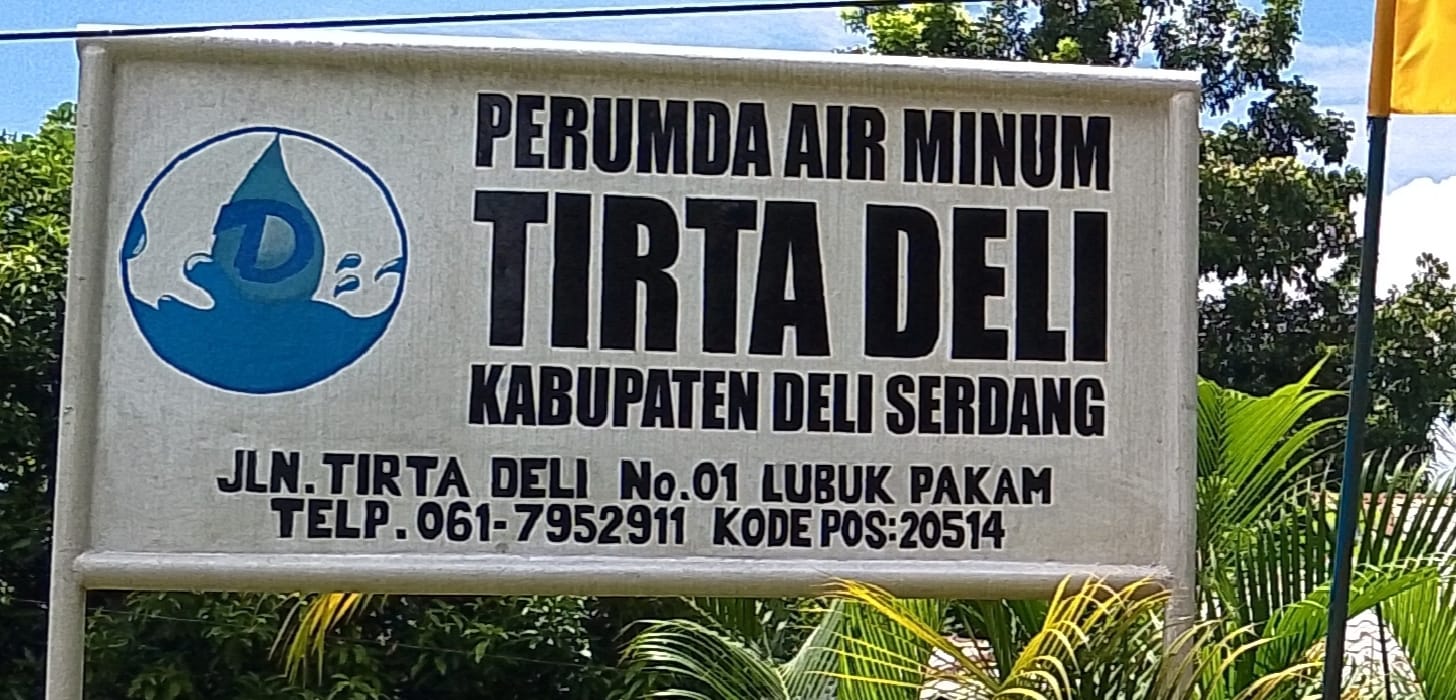 D
PERUMDA AIR MINUM
TIRTA DELI
KABUPATEN DELI SERDANG
JLN.TIRTA DELI No.01 LUBUK PAKAM
TELP.061-7952911 KODE POS:20514